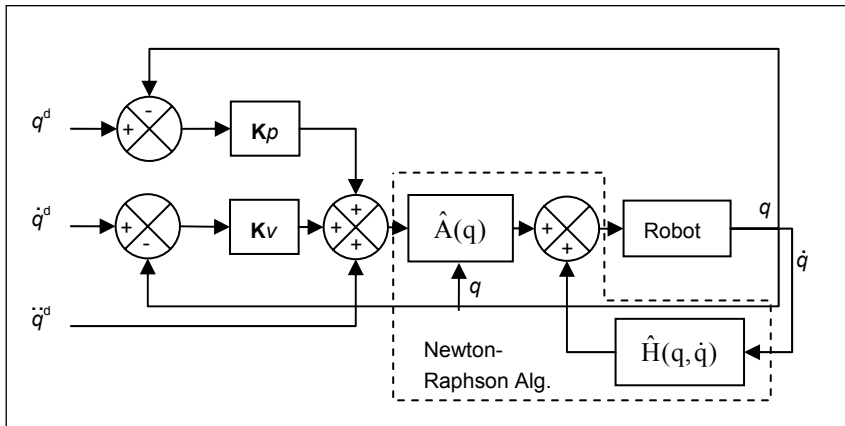 -
q^d
+
Kp
+
q̇^d
+
-
Kv
+
+
Â(q)
+
+
Robot
q
q̇
q
q̈^d
Newton-
Raphson Alg.
Ĥ(q,q̇)